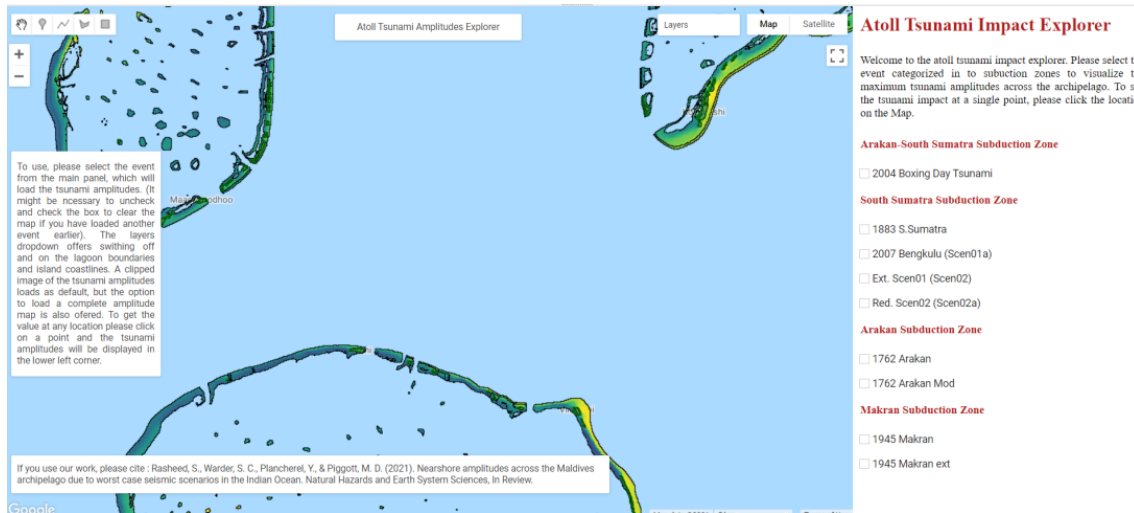 Atoll Tsunami Amplitudes Explorer
Layers
Map
Satellite
+
−
To use, please select the event
from the main panel, which will
load the tsunami amplitudes. (It
might be ncessary to uncheck
and check the box to clear the
map if you have loaded another
event earlier). The layers
dropdown offers swithing off
and on the lagoon boundaries
and island coastlines. A clipped
image of the tsunami amplitudes
loads as default, but the option
to load a complete amplitude
map is also ofered. To get the
value at any location please click
on a point and the tsunami
amplitudes will be displayed in
the lower left corner.
If you use our work, please cite : Rasheed, S., Warder, S. C., Plancherel, Y., & Piggott, M. D. (2021). Nearshore amplitudes across the Maldives
archipelago due to worst case seismic scenarios in the Indian Ocean. Natural Hazards and Earth System Sciences, In Review.
Google
Atoll Tsunami Impact Explorer
Welcome to the atoll tsunami impact explorer. Please select t
event categorized in to subuction zones to visualize t
maximum tsunami amplitudes across the archipelago. To s
the tsunami impact at a single point, please click the locatio
on the Map.
Arakan-South Sumatra Subduction Zone
2004 Boxing Day Tsunami
South Sumatra Subduction Zone
1883 S.Sumatra
2007 Bengkulu (Scen01a)
Ext. Scen01 (Scen02)
Red. Scen02 (Scen02a)
Arakan Subduction Zone
1762 Arakan
1762 Arakan Mod
Makran Subduction Zone
1945 Makran
1945 Makran ext